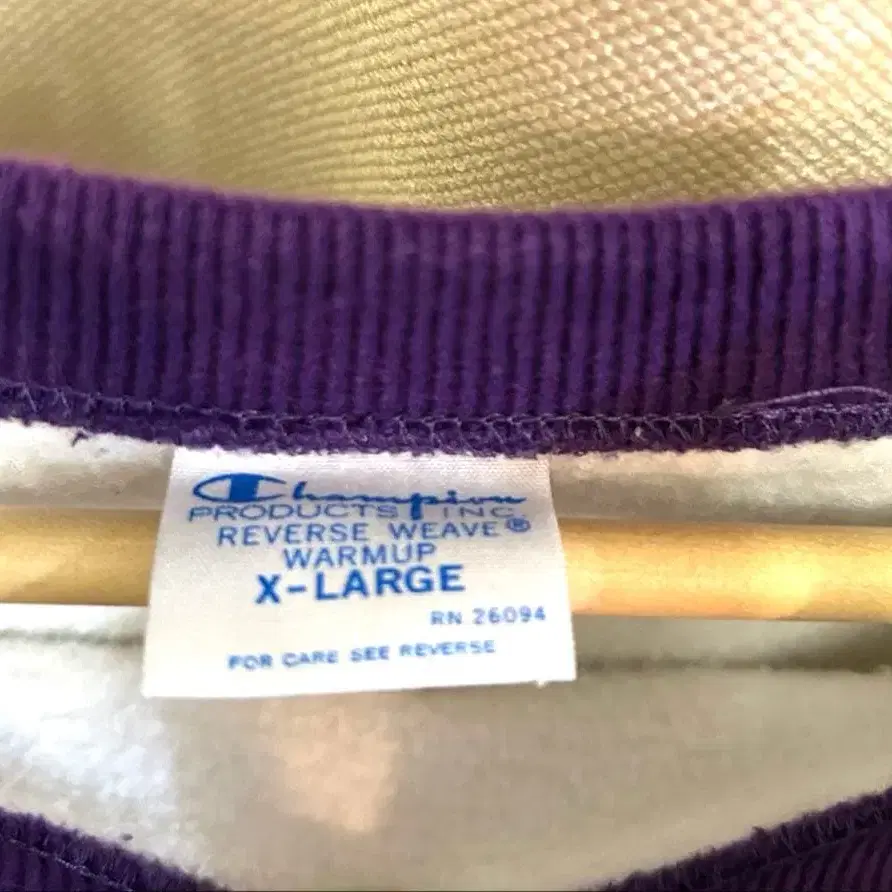 Champion
PRODUCTS INC.
REVERSE WEAVE®
WARMUP
X-LARGE
RN 26094
FOR CARE SEE REVERSE